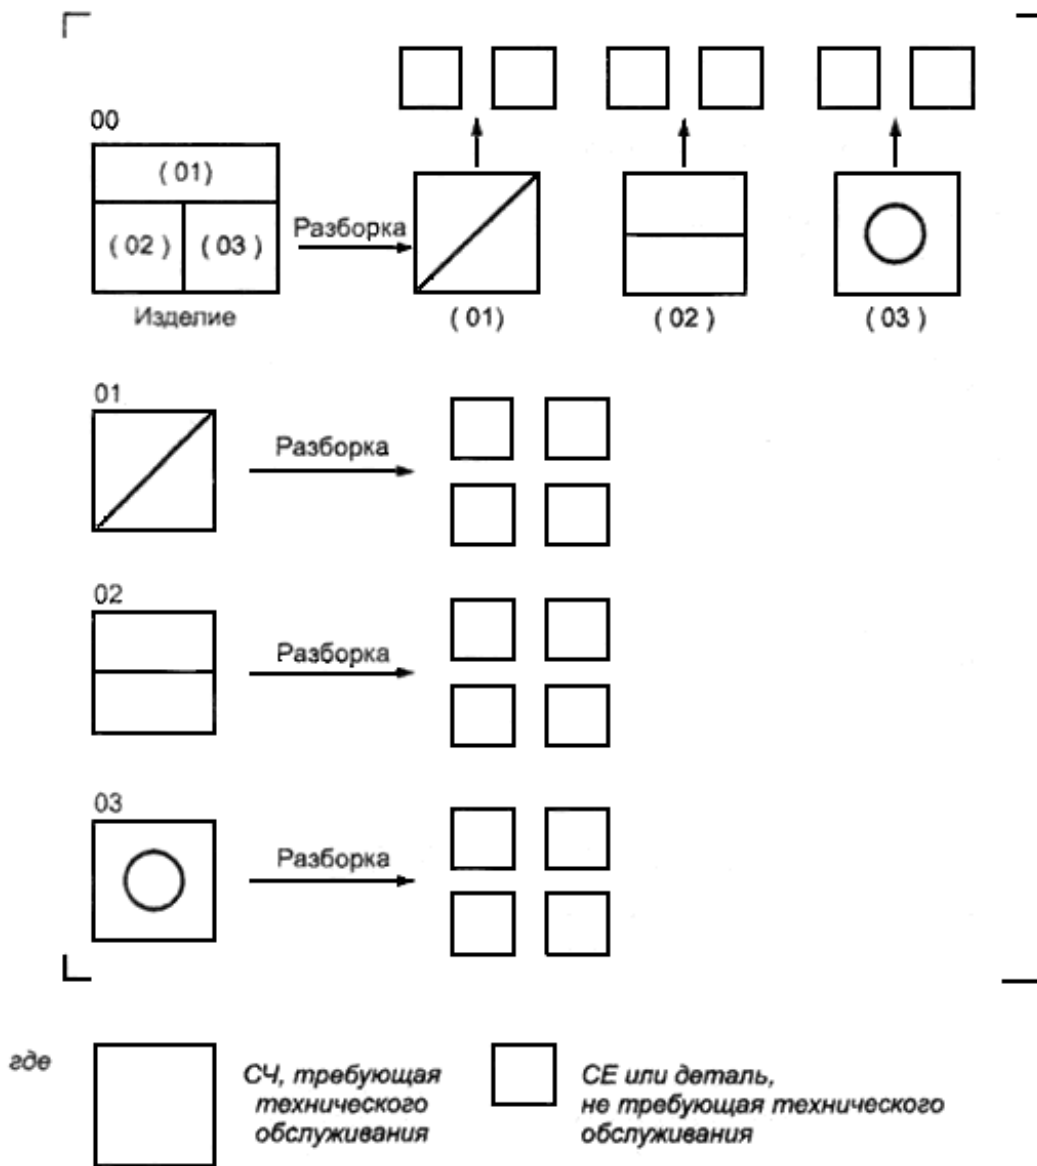 00
( 01)
( 02 ) ( 03 )
Изделие
Разборка
( 01)
( 02 )
( 03 )
01
Разборка
02
Разборка
03
Разборка
где
СЧ, требующая
технического
обслуживания
СЕ или деталь,
не требующая технического
обслуживания